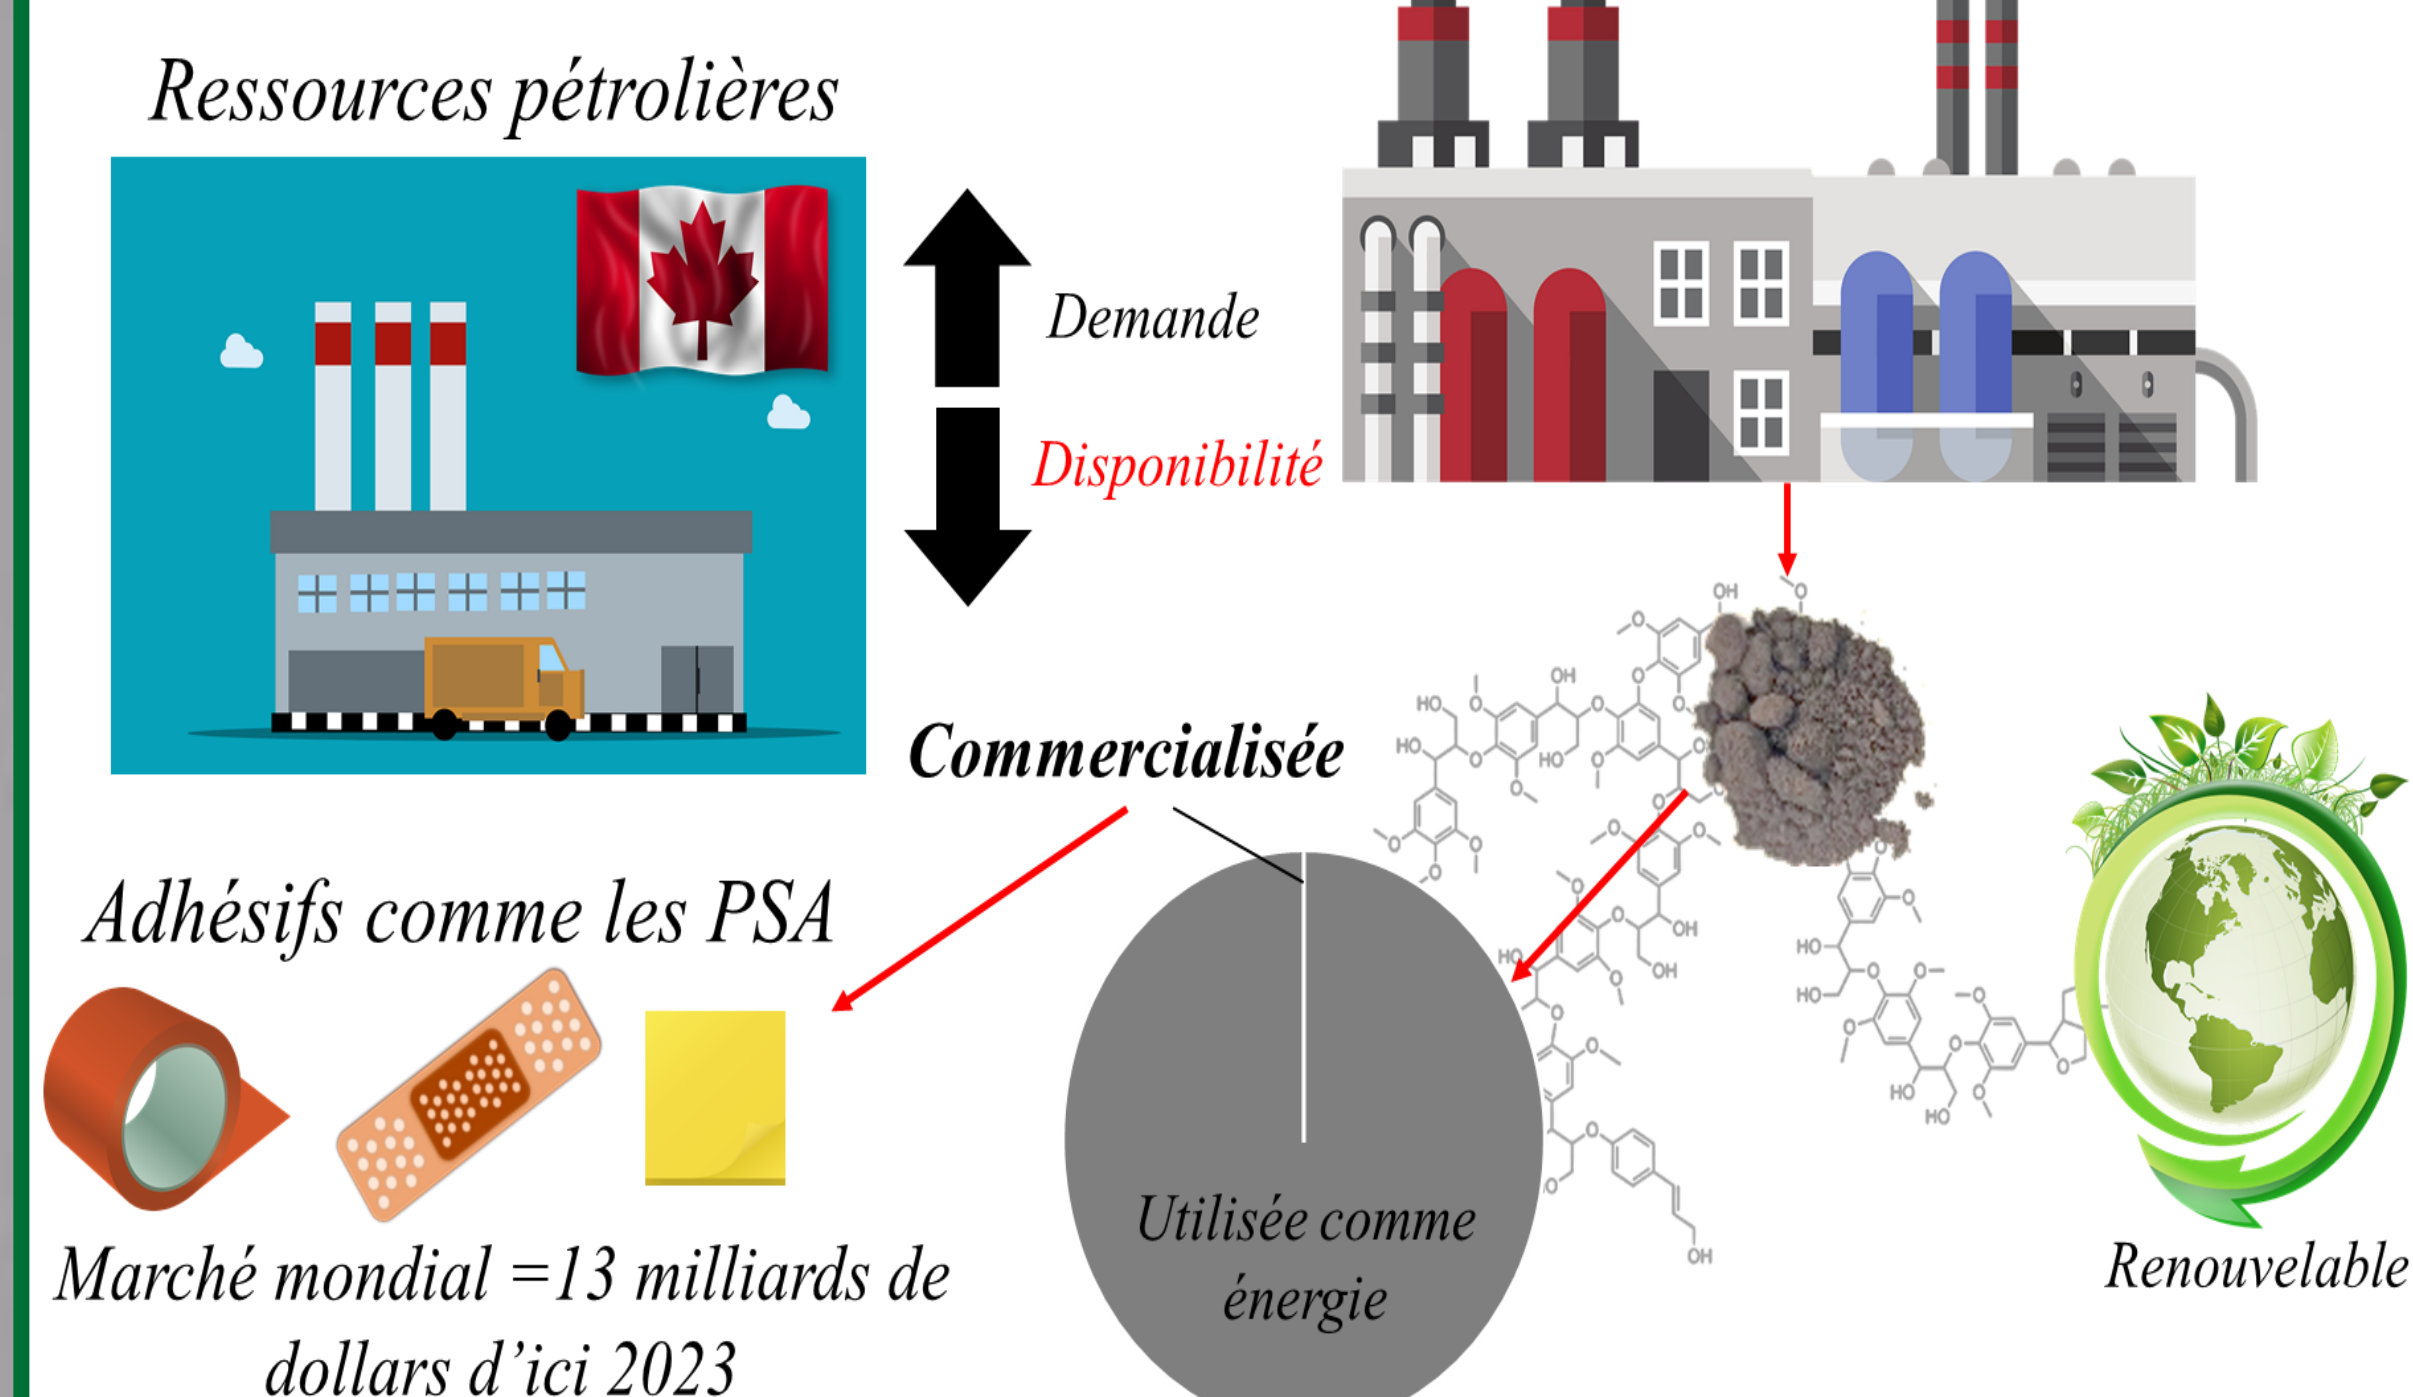 Ressources pétrolières
Demande
Disponibilité
Commercialisée
Adhésifs comme les PSA
Marché mondial =13 milliards de
dollars d’ici 2023
Utilisée comme
énergie
Renouvelable